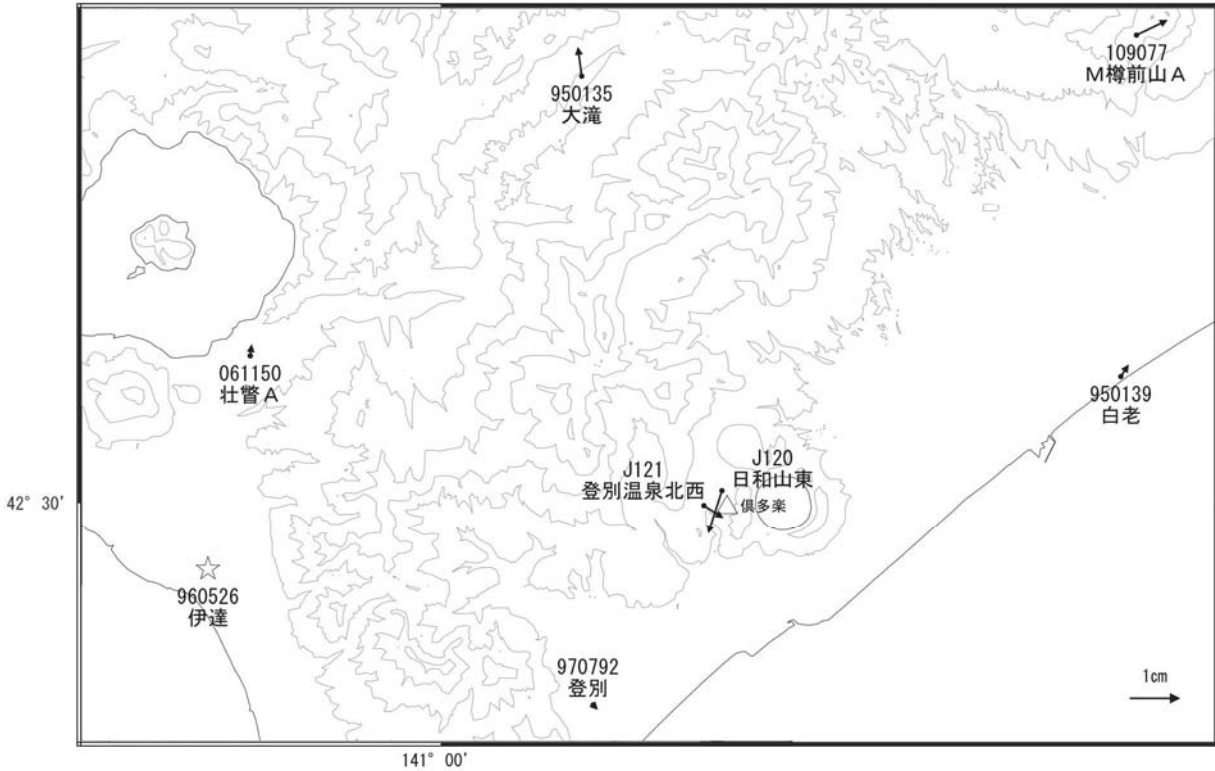 109077
M樽前山A
950135
大滝
061150
壮瞥A
950139
白老
J120
日和山東
J121
登別温泉北西
倶多楽
42° 30'
960526
伊達
970792
登別
1cm
141° 00'